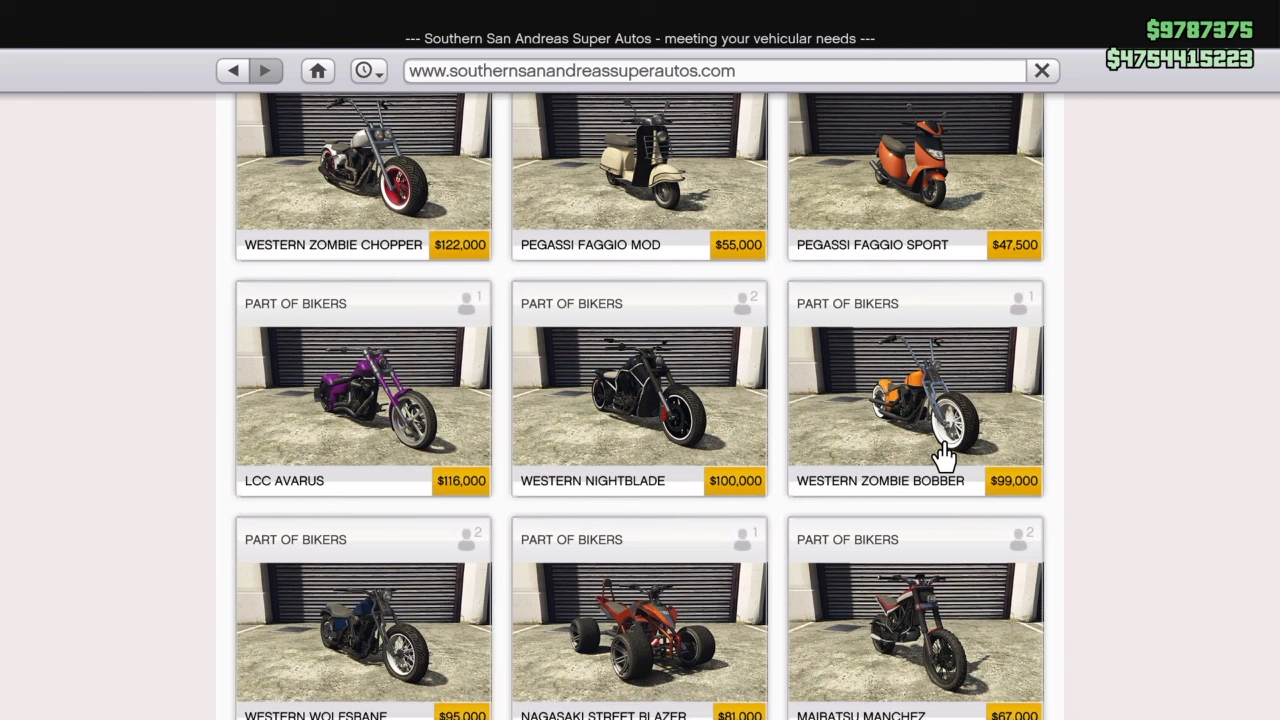 --- Southern San Andreas Super Autos - meeting your vehicular needs ---
$9787375
$4754415223
www.southernsanandreassuperautos.com
WESTERN ZOMBIE CHOPPER $122,000
PEGASSI FAGGIO MOD $55,000
PEGASSI FAGGIO SPORT $47,500
PART OF BIKERS 1
PART OF BIKERS 2
PART OF BIKERS 1
LCC AVARUS $116,000
WESTERN NIGHTBLADE $100,000
WESTERN ZOMBIE BOBBER $99,000
PART OF BIKERS 2
PART OF BIKERS 1
PART OF BIKERS 2
WESTERN WOLFSBANE $95,000
NAGASAKI STREET BLAZER $81,000
MAIBATSU MANCHEZ $67,000